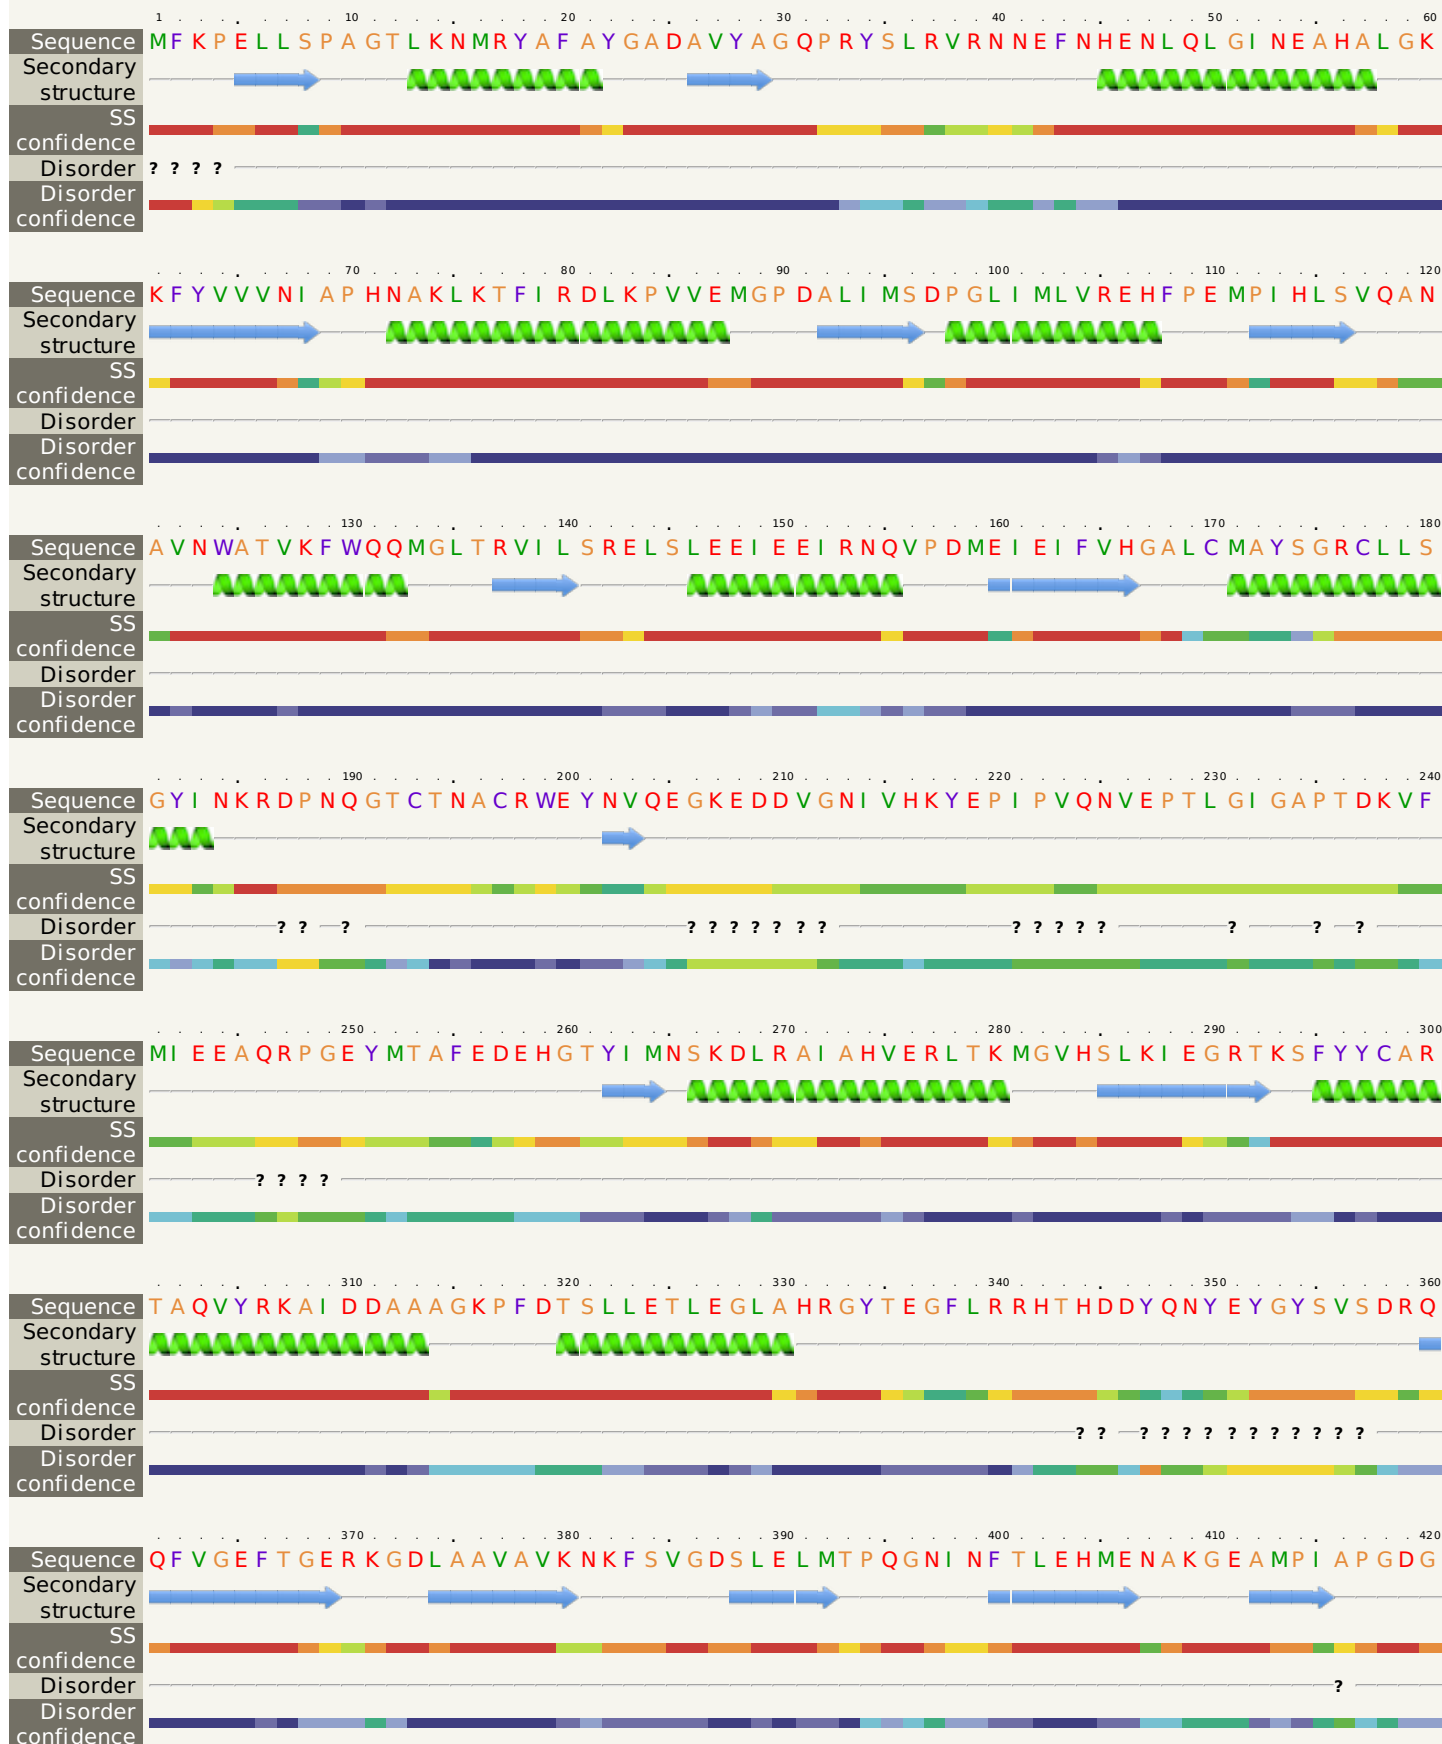 1 10 20 30 40 50 60
Sequence MFKPELLSPAGTLKNMRYAFAYGADAVYAGQPRYSLRVRNNEFNHENLQLGINEAHALGK
Secondary
structure
SS
confidence
Disorder ? ? ? ?
Disorder
confidence
70 80 90 100 110 120
Sequence KFYVVVNIAPHNAKLKTFIRDLKPVVEMGPDALIMSDPGLIMLVREHFPEMPIHLSVQAN
Secondary
structure
SS
confidence
Disorder
Disorder
confidence
130 140 150 160 170 180
Sequence AVNWATVKFWQQMGLTRVILSRELSLEEIEEIRNQVPDMEIEIFVHGALCMAYSGRCLLS
Secondary
structure
SS
confidence
Disorder
Disorder
confidence
190 200 210 220 230 240
Sequence GYINKRDPNQGTCTNACRWEYNVQEGKEDDVGNIVHKYEPIPVQNVEPTLGIGAPTDKVF
Secondary
structure
SS
confidence
Disorder ? ? ? ? ? ? ? ? ? ? ? ? ? ? ? ? ? ?
Disorder
confidence
250 260 270 280 290 300
Sequence MIEEAQRPGEYMTAFEDEHGTYIMNSKDLRAIAHVERLTKMGVHSLKIEGRTKSFYYCAR
Secondary
structure
SS
confidence
Disorder ? ? ? ?
Disorder
confidence
310 320 330 340 350 360
Sequence TAQVYRKAIDDAAAGKPFDTSLLETLEGLAHRGYTEGFLRRHTHDDYQNYEYGYSVSDRQ
Secondary
structure
SS
confidence
Disorder ? ? ? ? ? ? ? ? ? ? ? ? ?
Disorder
confidence
370 380 390 400 410 420
Sequence QFVGEFTGERKGDLAAVAVKNKFSVGDSLELMTPQGNINFTLEHMENAKGEAMPIAPGDG
Secondary
structure
SS
confidence
Disorder ?
Disorder
confidence